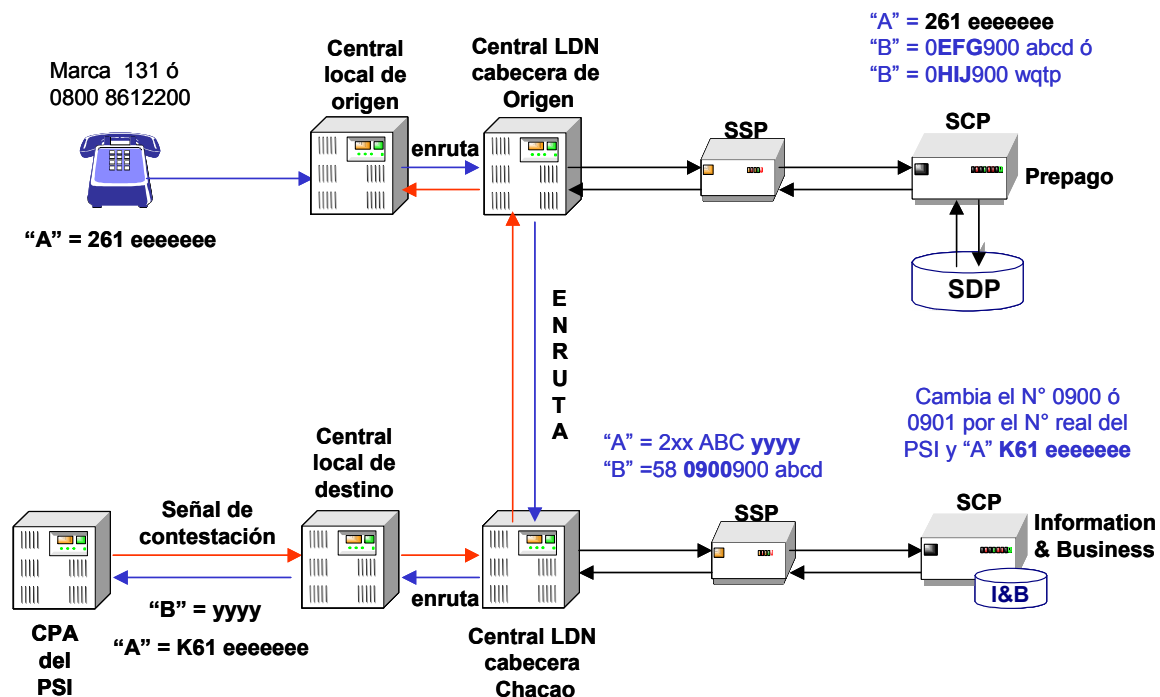 Marca 131 ó
0800 8612200
“A” = 261 eeeeeee
Central
local de
origen
enruta
Central LDN
cabecera de
Origen
SSP
“A” = 261 eeeeeee
“B” = 0EFG900 abcd ó
“B” = 0HIJ900 wqtp
SCP
Prepago
SDP
E
N
R
U
T
A
Cambia el N° 0900 ó
0901 por el N° real del
PSI y “A” K61 eeeeeee
“A” = 2xx ABC yyyy
“B” =58 0900900 abcd
Central
local de
destino
Señal de
contestación
SSP
SCP
Information
& Business
I&B
enruta
“B” = yyyy
“A” = K61 eeeeeee
CPA
del
PSI
Central LDN
cabecera
Chacao